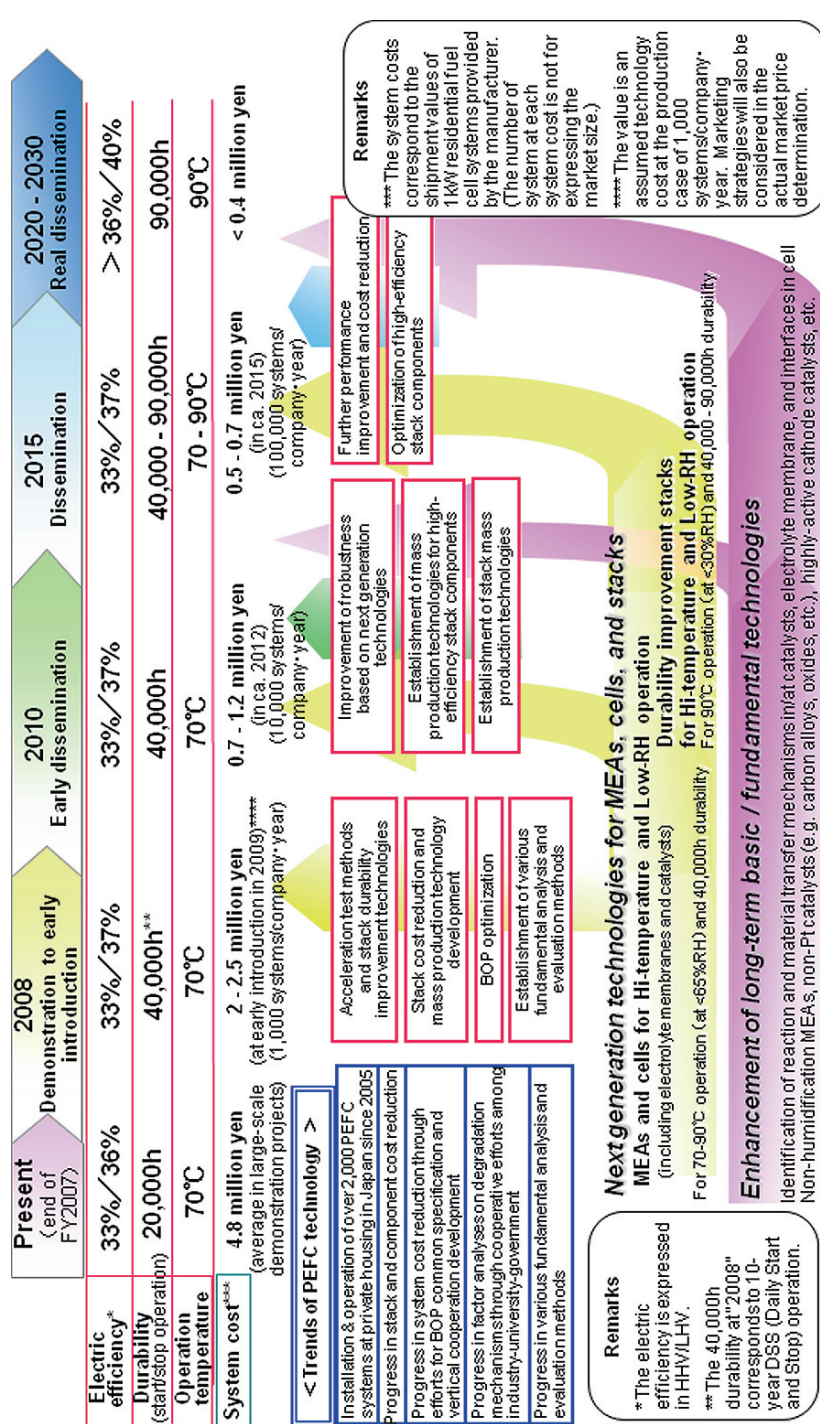 Present
(end of
FY2007)
2008
Demonstration to early
introduction
2010
Early dissemination
2015
Dissemination
2020 - 2030
Real dissemination
Electric
efficiency*
33%/ 36%
33%/ 37%
33%/ 37%
33%/ 37%
> 36%/ 40%
Durability
(start/stop operation)
20,000h
40,000h**
40,000h
40,000 - 90,000h
90,000h
Operation
temperature
70℃
70℃
70℃
70 - 90℃
90℃
System cost***
4.8 million yen
(average in large-scale
demonstration projects)
2 - 2.5 million yen
(at early introduction in 2009)****
(1,000 systems/company･year)
0.7 - 1.2 million yen
(in ca. 2012)
(10,000 systems/
company･year)
0.5 - 0.7 million yen
(in ca. 2015)
(100,000 systems/
company･year)
< 0.4 million yen
< Trends of PEFC technology >
Installation & operation of over 2,000 PEFC
systems at private housing in Japan since 2005
Progress in stack and component cost reduction
Progress in system cost reduction through
efforts for BOP common specification and
vertical cooperation development
Progress in factor analyses on degradation
mechanisms through cooperative efforts among
industry-university-government
Progress in various fundamental analysis and
evaluation methods
Acceleration test methods
and stack durability
improvement technologies
Stack cost reduction and
mass production technology
development
BOP optimization
Establishment of various
fundamental analysis and
evaluation methods
Improvement of robustness
based on next generation
technologies
Establishment of mass
production technologies for high-
efficiency stack components
Establishment of stack mass
production technologies
Further performance
improvement and cost reduction
Optimization of high-efficiency
stack components
Next generation technologies for MEAs, cells, and stacks
MEAs and cells for Hi-temperature and Low-RH operation
(including electrolyte membranes and catalysts)
For 70-90℃ operation (at <65%RH) and 40,000h durability
Durability improvement stacks
for Hi-temperature and Low-RH operation
For 90℃ operation (at <30%RH) and 40,000 - 90,000h durability
Enhancement of long-term basic / fundamental technologies
Identification of reaction and material transfer mechanisms in/at catalysts, electrolyte membrane, and interfaces in cell
Non-humidification MEAs, non-Pt catalysts (e.g. carbon alloys, oxides, etc.), highly-active cathode catalysts, etc.
Remarks
* The electric
efficiency is expressed
in HHV/LHV.
** The 40,000h
durability at "2008"
corresponds to 10-
year DSS (Daily Start
and Stop) operation.
Remarks
*** The system costs
correspond to the
shipment values of
1kW residential fuel
cell systems provided
by the manufacturer.
(The number of
system at each
system cost is not for
expressing the
market size.)
**** The value is an
assumed technology
cost at the production
case of 1,000
systems/company･
year. Marketing
strategies will also be
considered in the
actual market price
determination.